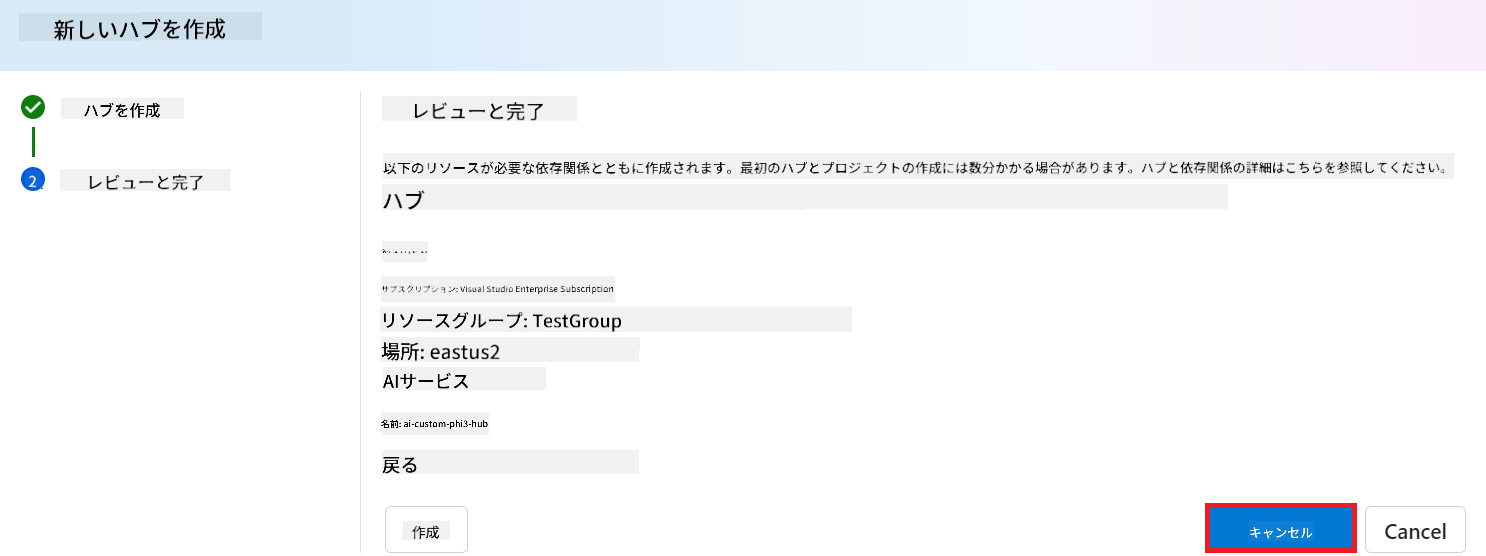 新しいハブを作成
ハブを作成
2
レビューと完了
レビューと完了
以下のリソースが必要な依存関係とともに作成されます。最初のハブとプロジェクトの作成には数分かかる場合があります。ハブと依存関係の詳細はこちらを参照してください。
ハブ
サブスクリプション: Visual Studio Enterprise Subscription
リソースグループ: TestGroup
場所: eastus2
AIサービス
名前: ai-custom-phi3-hub
戻る
作成
キャンセル
Cancel